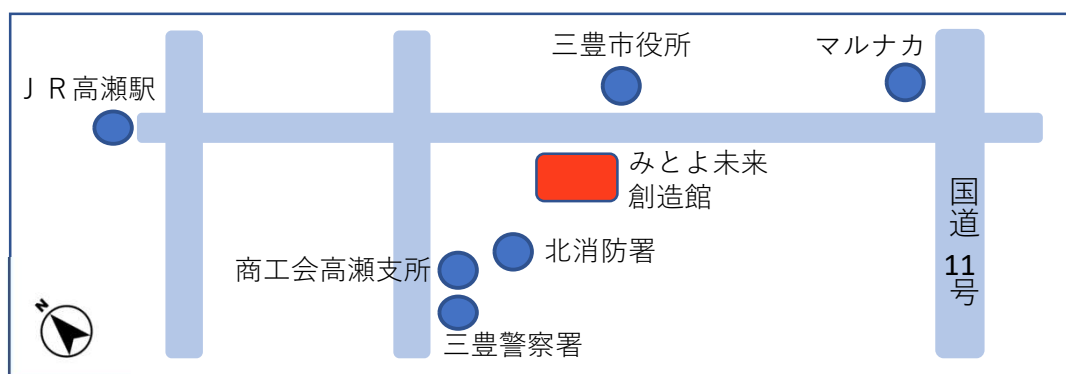 三豊市役所
マルナカ
ＪＲ高瀬駅
みとよ未来
創造館
国道11号
北消防署
商工会高瀬支所
三豊警察署
N